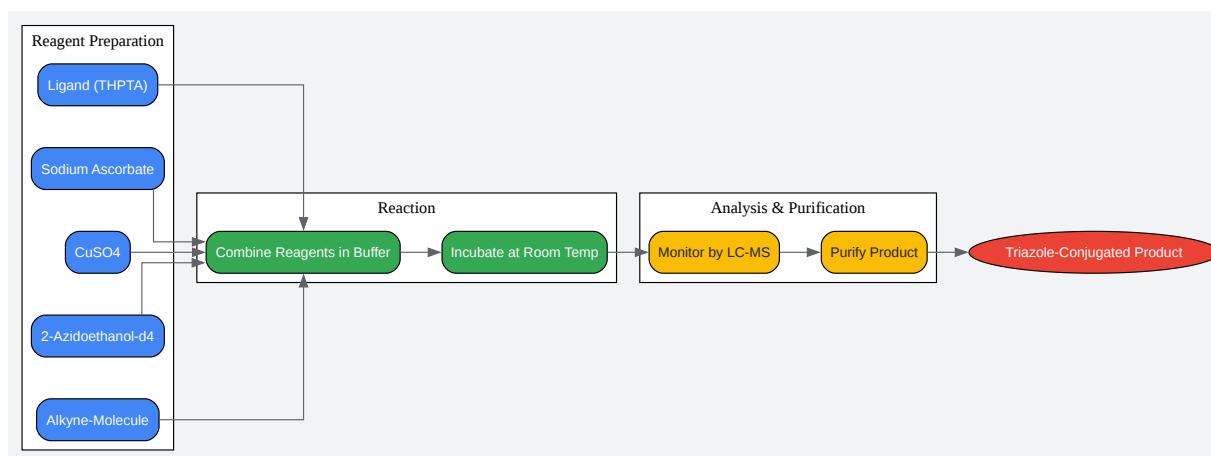 Reagent Preparation
Ligand (THPTA)
Sodium Ascorbate
CuSO4
2-Azidoethanol-d4
Alkyne-Molecule
Reaction
Combine Reagents in Buffer
Incubate at Room Temp
Analysis & Purification
Monitor by LC-MS
Purify Product
Triazole-Conjugated Product